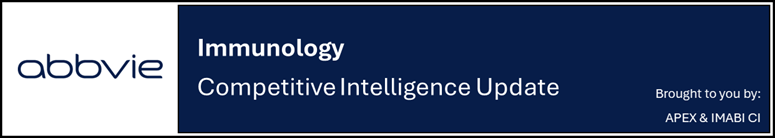 abbvie
Immunology
Competitive Intelligence Update
Brought to you by:
APEX & IMABI CI